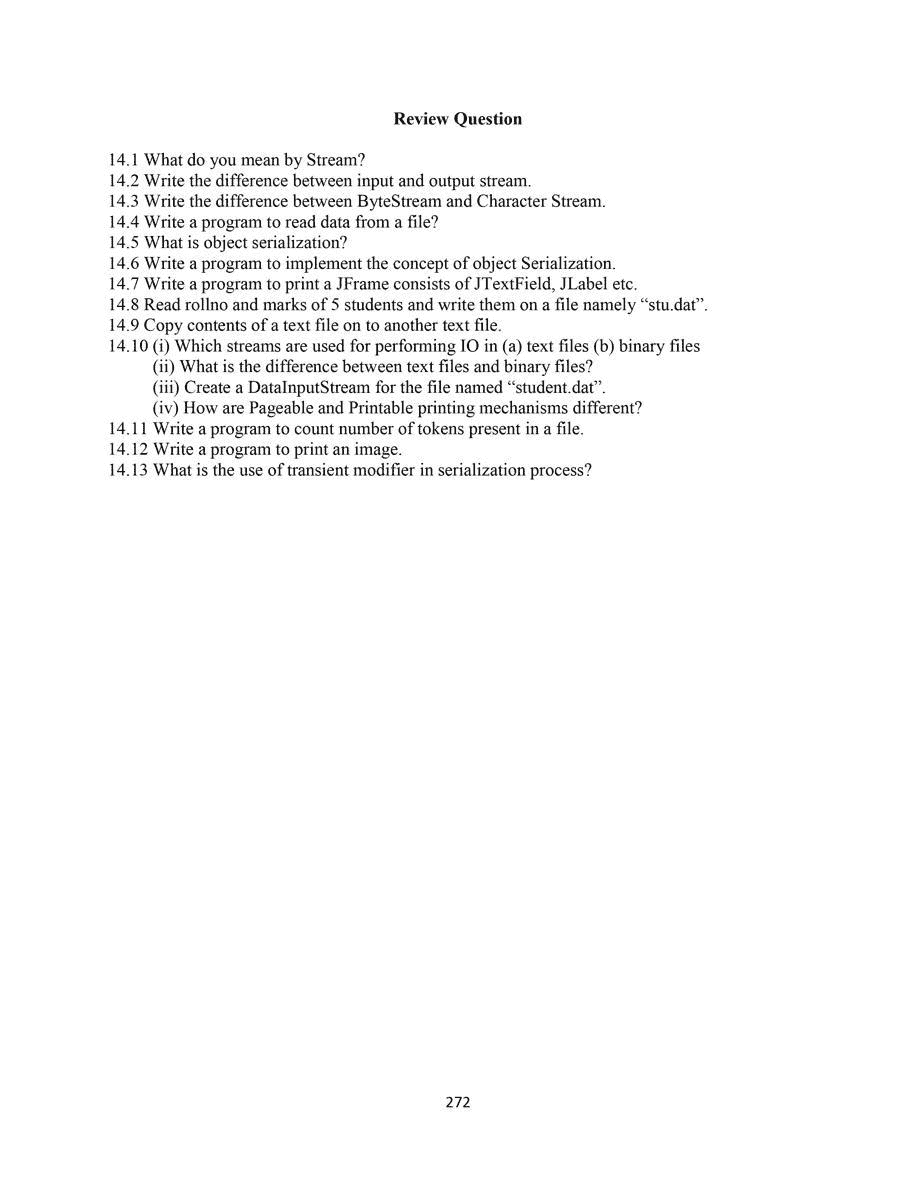 Review Question
14.1 What do you mean by Stream?
14.2 Write the difference between input and output stream.
14.3 Write the difference between ByteStream and Character Stream.
14.4 Write a program to read data from a file?
14.5 What is object serialization?
14.6 Write a program to implement the concept of object Serialization.
14.7 Write a program to print a JFrame consists of JTextField, JLabel etc.
14.8 Read rollno and marks of 5 students and write them on a file namely “stu.dat”.
14.9 Copy contents of a text file on to another text file.
14.10 (i) Which streams are used for performing IO in (a) text files (b) binary files
(ii) What is the difference between text files and binary files?
(iii) Create a DataInputStream for the file named “student.dat”.
(iv) How are Pageable and Printable printing mechanisms different?
14.11 Write a program to count number of tokens present in a file.
14.12 Write a program to print an image.
14.13 What is the use of transient modifier in serialization process?
272